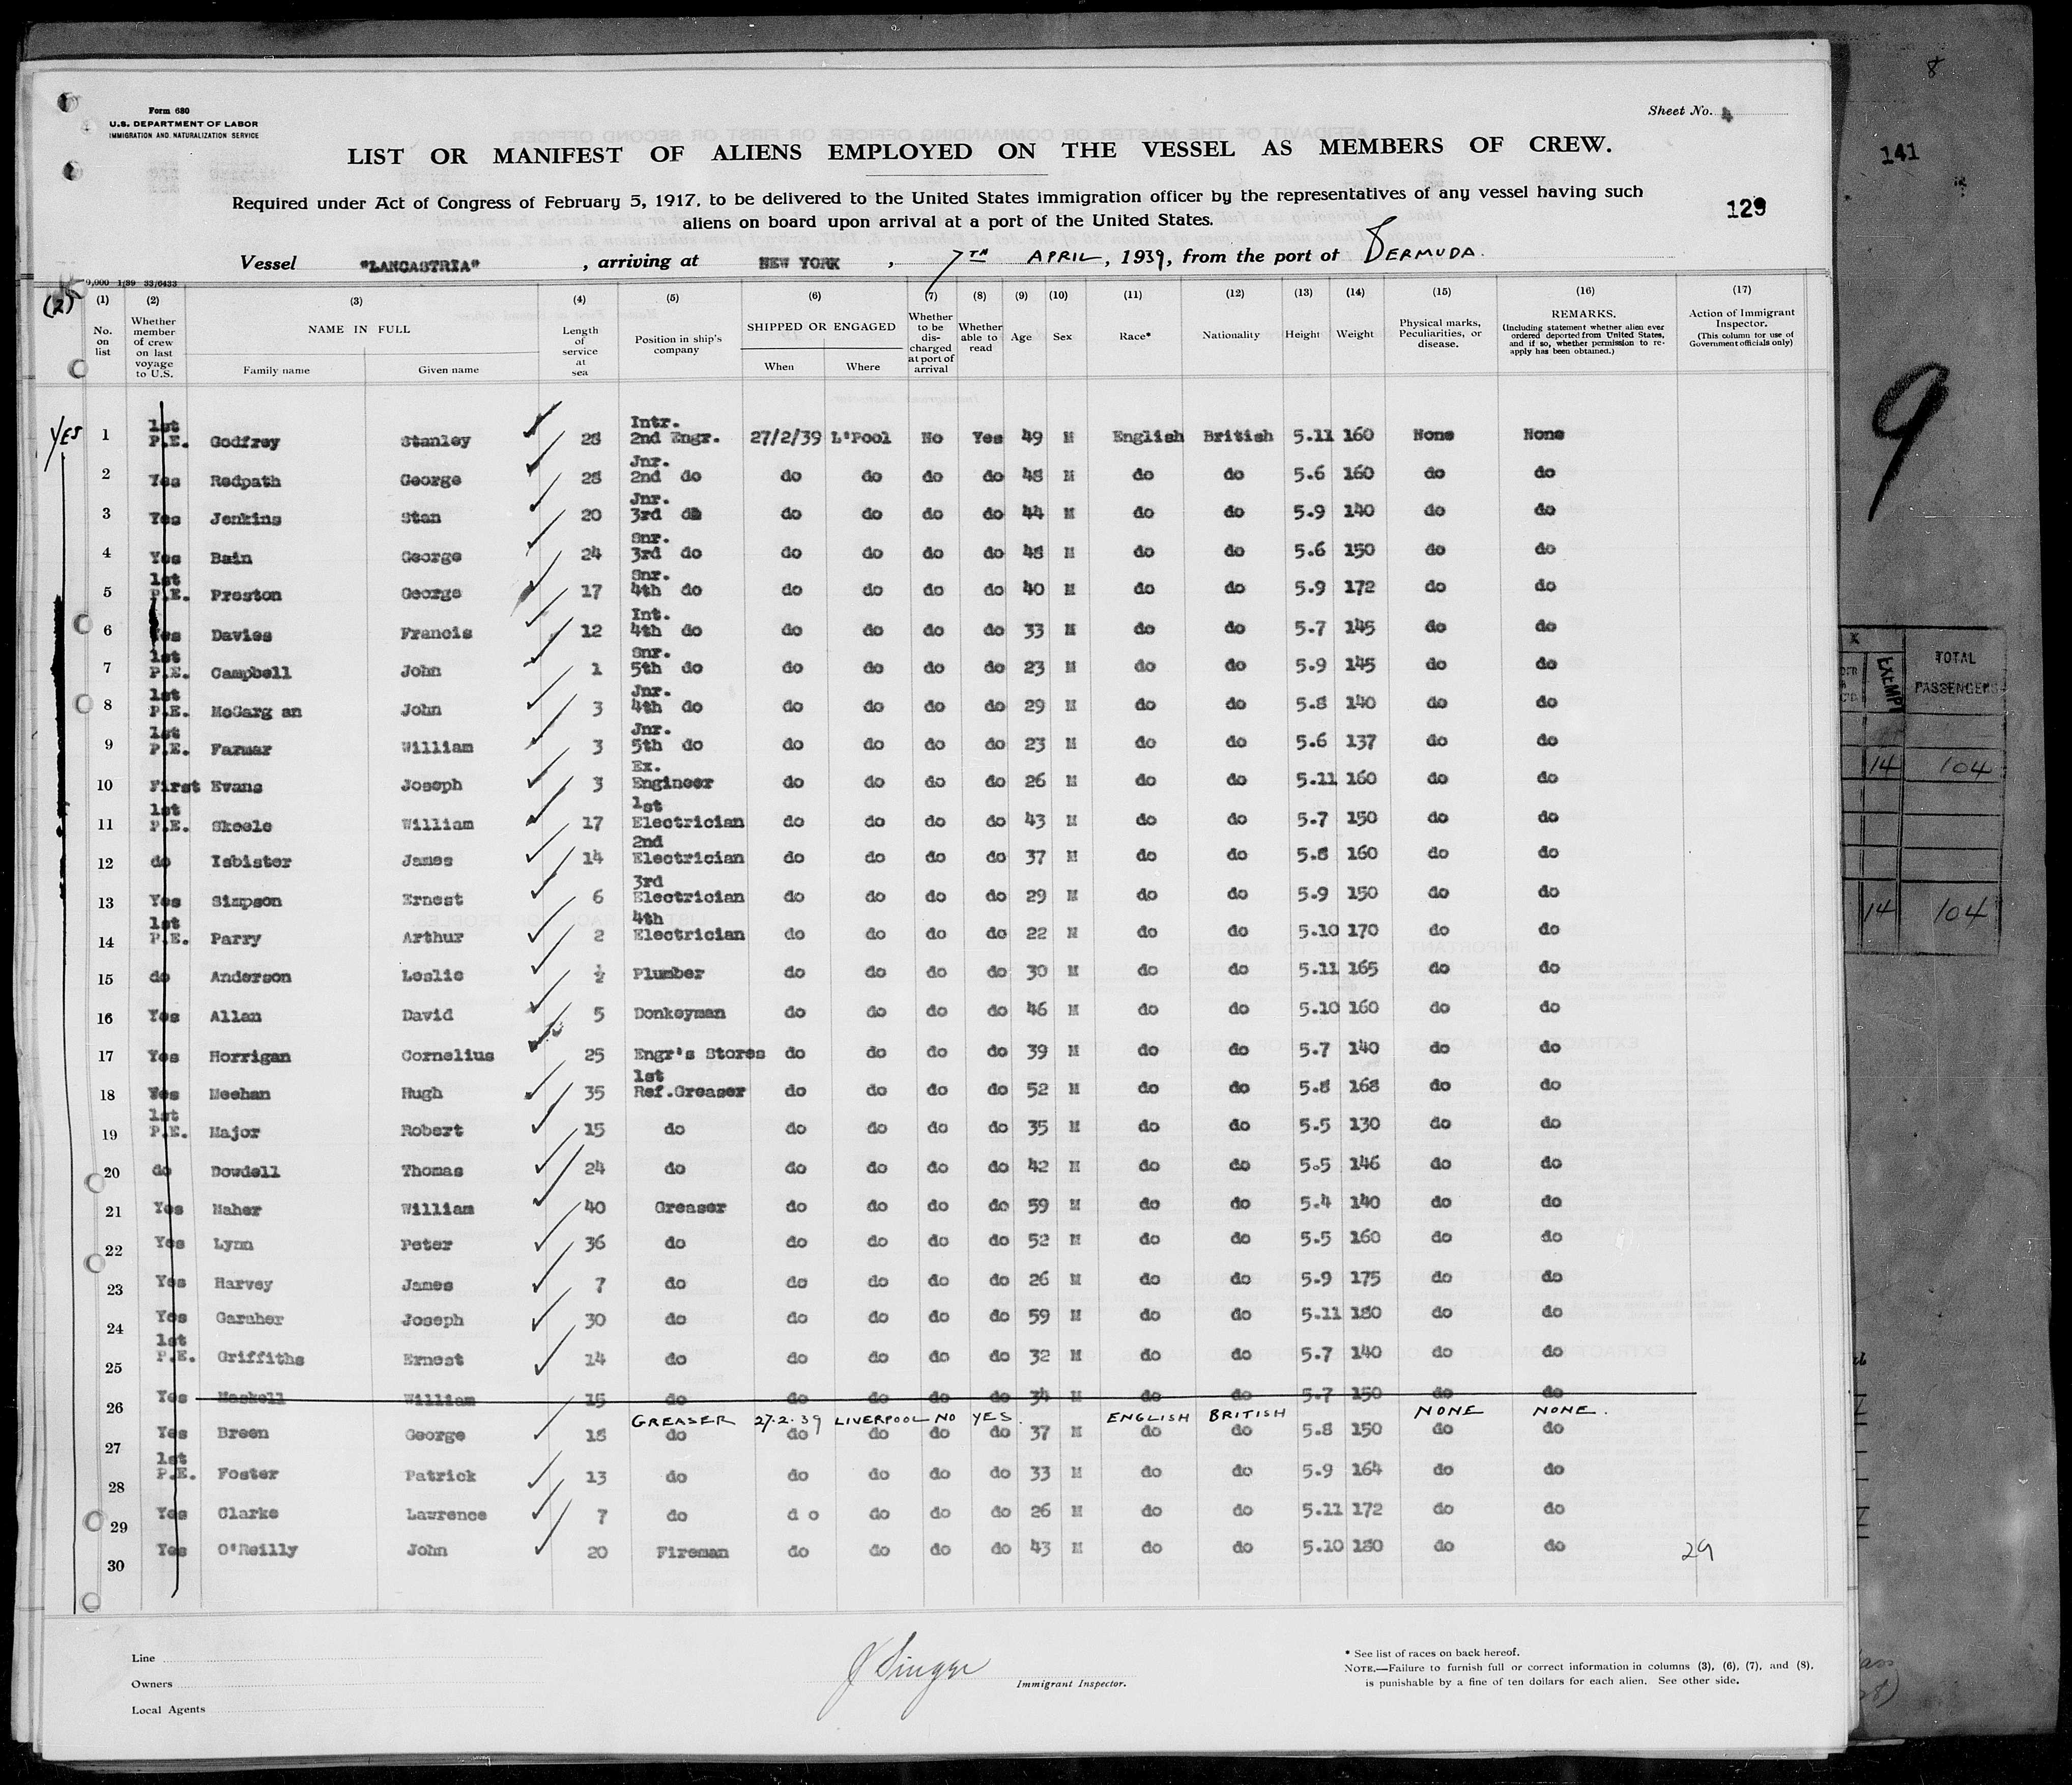 8
Form 680
U.S. DEPARTMENT OF LABOR
IMMIGRATION AND NATURALIZATION SERVICE
Sheet No. 4
LIST OR MANIFEST OF ALIENS EMPLOYED ON THE VESSEL AS MEMBERS OF CREW.
141
Required under Act of Congress of February 5, 1917, to be delivered to the United States immigration officer by the representatives of any vessel having such
aliens on board upon arrival at a port of the United States.
129
Vessel "LANCASTRIA", arriving at NEW YORK, 7TH APRIL, 1939, from the port of BERMUDA.
(2)
(1) (2) (3) (4) (5) (6) (7) (8) (9) (10) (11) (12) (13) (14) (15) (16) (17)
No. on list
Whether member of crew on last voyage to U.S.
NAME IN FULL
Family name Given name
Length of service at sea
Position in ship's company
SHIPPED OR ENGAGED
When Where
Whether to be discharged at port of arrival
Whether able to read
Age Sex Race* Nationality Height Weight
Physical marks, Peculiarities, or disease.
REMARKS.
(Including statement whether alien ever ordered deported from United States, and if so, whether permission to re-apply has been obtained.)
Action of Immigrant Inspector.
(This column for use of Government officials only)
YES
1 1st P.E. Godfrey Stanley 28 Intr. 2nd Engr. 27/2/39 L'Pool No Yes 49 M English British 5.11 160 None None
2 Yes Redpath George 28 Jnr. 2nd do do do do do 48 M do do 5.6 160 do do
3 Yes Jenkins Stan 20 Jnr. 3rd do do do do do 44 M do do 5.9 140 do do
4 Yes Bain George 24 Snr. 3rd do do do do do 48 M do do 5.6 150 do do
5 1st P.E. Preston George 17 Snr. 4th do do do do do 40 M do do 5.9 172 do do
6 Yes Davies Francis 12 Int. 4th do do do do do 33 M do do 5.7 145 do do
7 1st P.E. Campbell John 1 Snr. 5th do do do do do 23 M do do 5.9 145 do do
8 1st P.E. McGarg an John 3 Jnr. 4th do do do do do 29 M do do 5.8 140 do do
9 1st P.E. Farmar William 3 Jnr. 5th do do do do do 23 M do do 5.6 137 do do
10 First Evans Joseph 3 Ex. Engineer do do do do 26 M do do 5.11 160 do do
11 1st P.E. Skeele William 17 1st Electrician do do do do 43 M do do 5.7 150 do do
12 do Isbister James 14 2nd Electrician do do do do 37 M do do 5.8 160 do do
13 Yes Simpson Ernest 6 3rd Electrician do do do do 29 M do do 5.9 150 do do
14 1st P.E. Parry Arthur 2 4th Electrician do do do do 22 M do do 5.10 170 do do
15 do Anderson Leslie ½ Plumber do do do do 30 M do do 5.11 165 do do
16 Yes Allan David 5 Donkeyman do do do do 46 M do do 5.10 160 do do
17 Yes Horrigan Cornelius 25 Engr's Stores do do do do 39 M do do 5.7 140 do do
18 Yes Meehan Hugh 35 1st Ref.Greaser do do do do 52 M do do 5.8 168 do do
19 1st P.E. Major Robert 15 do do do do do 35 M do do 5.5 130 do do
20 do Dowdell Thomas 24 do do do do do 42 M do do 5.5 146 do do
21 Yes Maher William 40 Greaser do do do do 59 M do do 5.4 140 do do
22 Yes Lynn Peter 36 do do do do do 52 M do do 5.5 160 do do
23 Yes Harvey James 7 do do do do do 26 M do do 5.9 175 do do
24 Yes Garnher Joseph 30 do do do do do 59 M do do 5.11 180 do do
25 1st P.E. Griffiths Ernest 14 do do do do do 32 M do do 5.7 140 do do
26 Yes Maskell William 15 do do do do do 34 M do do 5.7 150 do do
GREASER 27.2.39 LIVERPOOL NO YES. ENGLISH BRITISH NONE NONE.
27 Yes Breen George 18 do do do do do 37 M do do 5.8 150 do do
28 1st P.E. Foster Patrick 13 do do do do do 33 M do do 5.9 164 do do
29 Yes Clarke Lawrence 7 do d o do do do 26 M do do 5.11 172 do do
30 Yes O'Reilly John 20 Fireman do do do do 43 M do do 5.10 180 do do
29
9
EXEMPT
TOTAL PASSENGERS
14 104
14 104
Line
Owners
Local Agents
J Singer
Immigrant Inspector.
* See list of races on back hereof.
NOTE.—Failure to furnish full or correct information in columns (3), (6), (7), and (8),
is punishable by a fine of ten dollars for each alien. See other side.